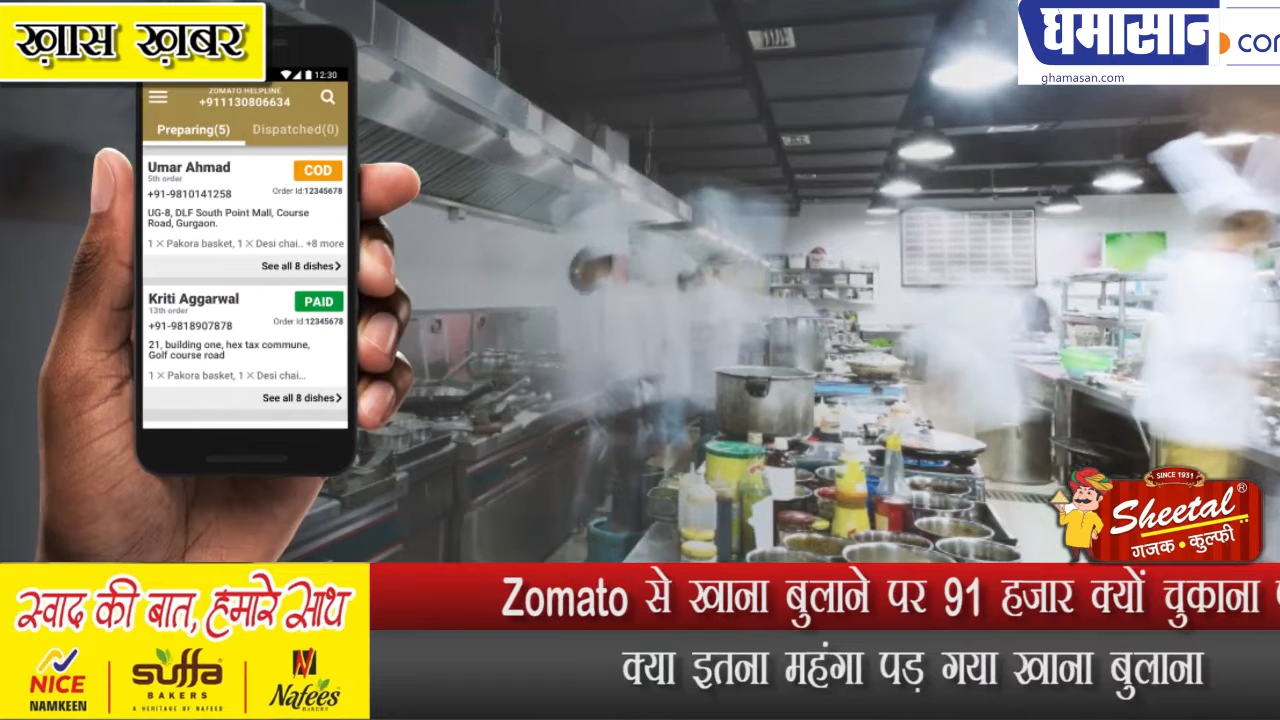 ख़ास ख़बर
घमासान
.com
ghamasan.com
12:30
ZOMATO HELPLINE
+911130806634
Preparing(5) Dispatched(0)
Umar Ahmad COD
5th order
+91-9810141258 Order Id:12345678
UG-8, DLF South Point Mall, Course
Road, Gurgaon.
1 × Pakora basket, 1 × Desi chai.. +8 more
See all 8 dishes
Kriti Aggarwal PAID
13th order
+91-9818907878 Order Id:12345678
21, building one, hex tax commune,
Golf course road
1 × Pakora basket, 1 × Desi chai...
See all 8 dishes
SINCE 1931
Sheetal®
गजक • कुल्फी
स्वाद की बात, हमारे साथ
NICE
NAMKEEN
Suffa
BAKERS
A HERITAGE OF NAFEES
Nafees
BAKERY
Zomato से खाना बुलाने पर 91 हजार क्यों चुकाना
क्या इतना महंगा पड़ गया खाना बुलाना